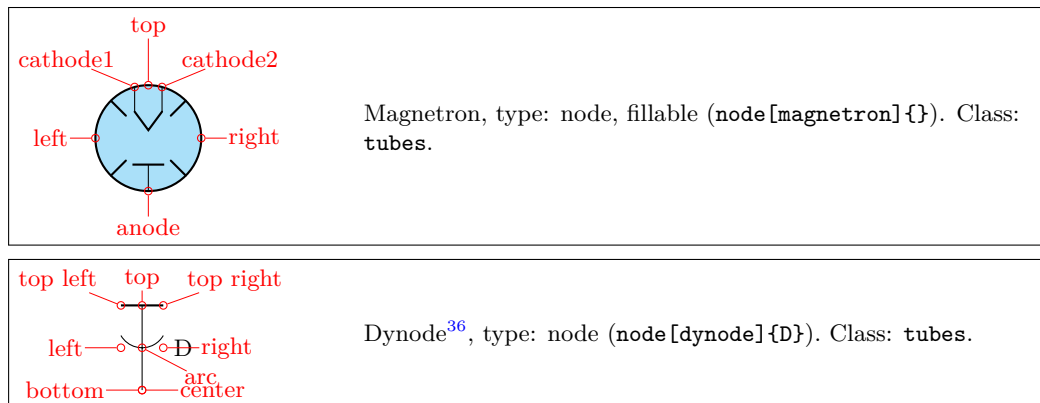 top
cathode1 cathode2
left right
anode
Magnetron, type: node, fillable (node[magnetron]{}). Class:
tubes.
top left top top right
left D right
arc
bottom center
Dynode36, type: node (node[dynode]{D}). Class: tubes.